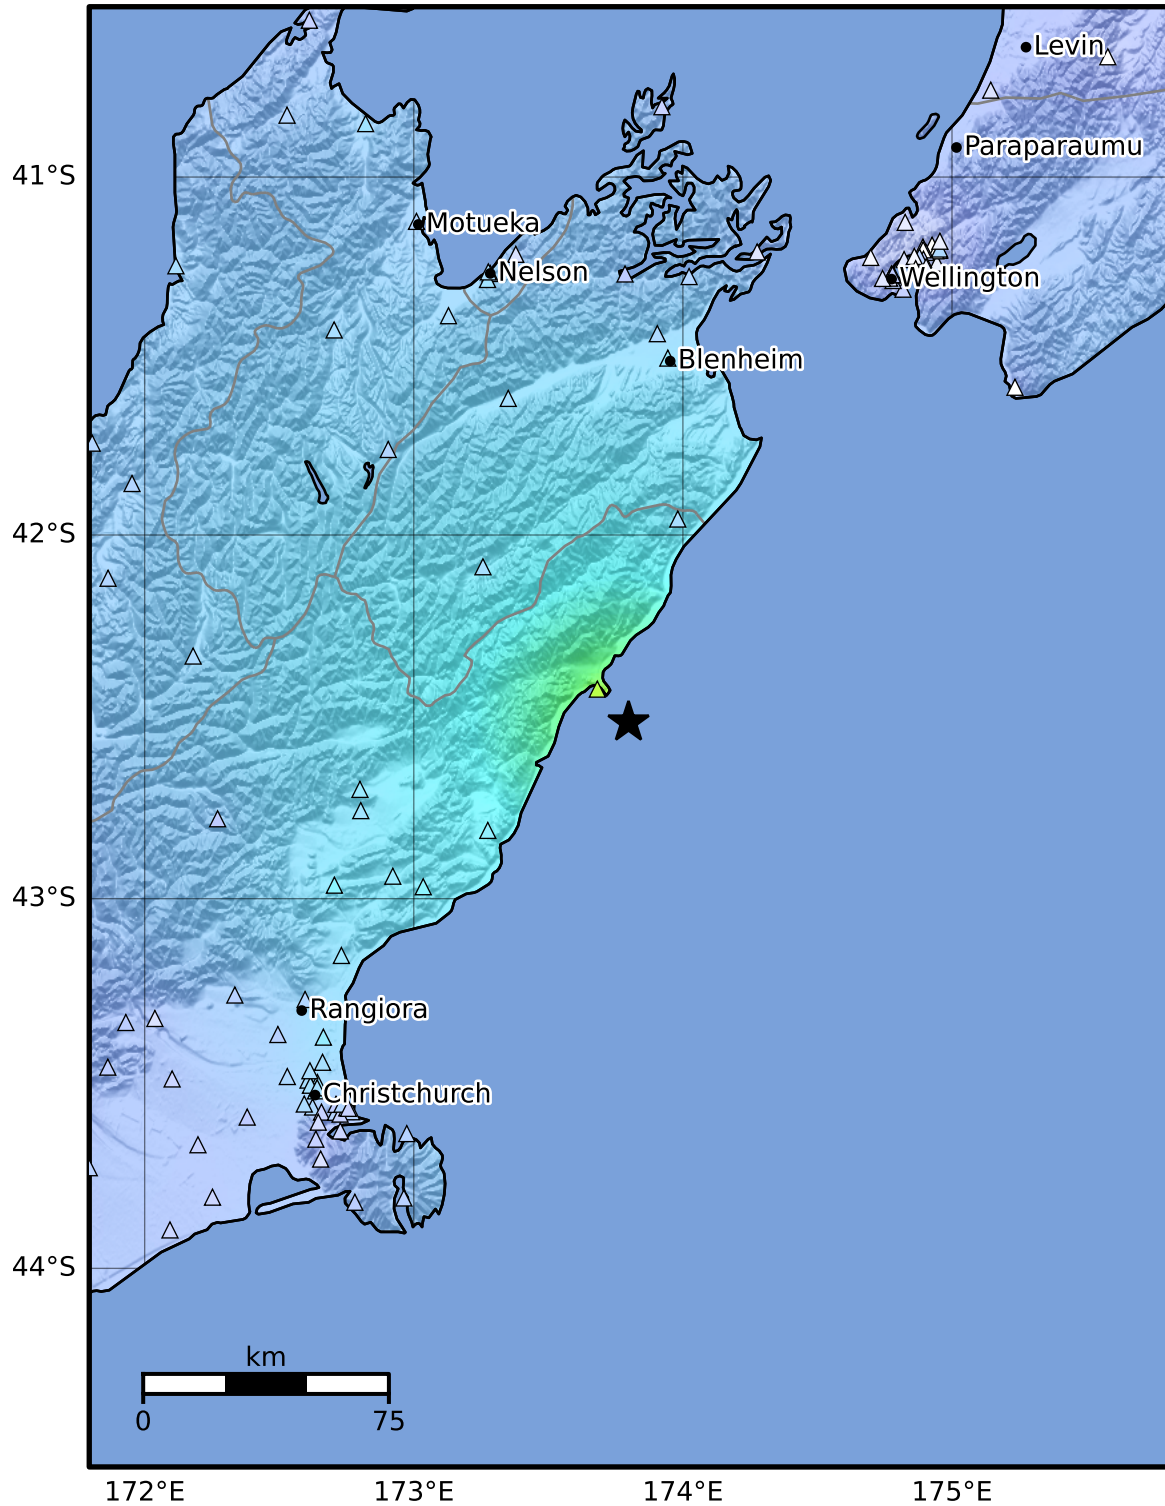 Levin
Paraparaumu
41°S
Motueka
Nelson
Wellington
Blenheim
42°S
43°S
Rangiora
Christchurch
44°S
km
0
75
172°E
173°E
174°E
175°E